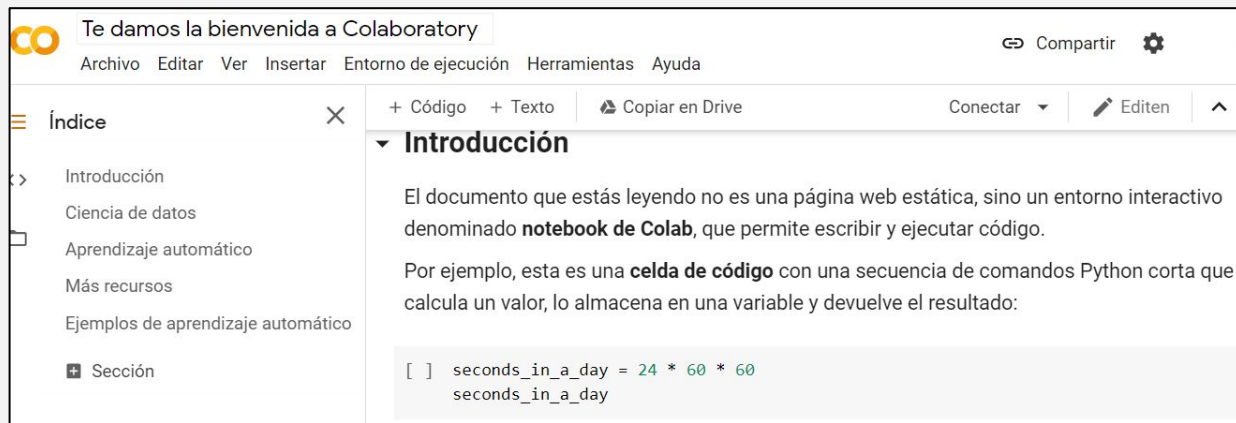 CO
Te damos la bienvenida a Colaboratory
Compartir
Archivo Editar Ver Insertar Entorno de ejecución Herramientas Ayuda
Índice
+ Código + Texto Copiar en Drive Conectar Editen
Introducción
Ciencia de datos
Aprendizaje automático
Más recursos
Ejemplos de aprendizaje automático
Sección
Introducción
El documento que estás leyendo no es una página web estática, sino un entorno interactivo
denominado notebook de Colab, que permite escribir y ejecutar código.
Por ejemplo, esta es una celda de código con una secuencia de comandos Python corta que
calcula un valor, lo almacena en una variable y devuelve el resultado:
[ ] seconds_in_a_day = 24 * 60 * 60
seconds_in_a_day